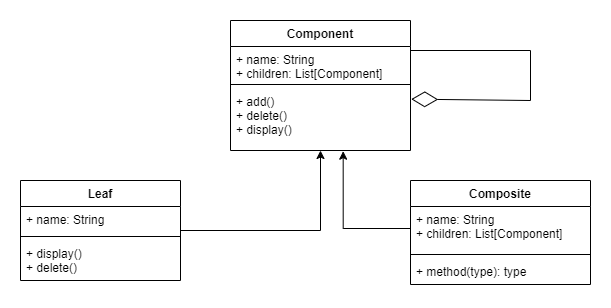 Component
+ name: String
+ children: List[Component]
+ add()
+ delete()
+ display()
Leaf
+ name: String
+ display()
+ delete()
Composite
+ name: String
+ children: List[Component]
+ method(type): type